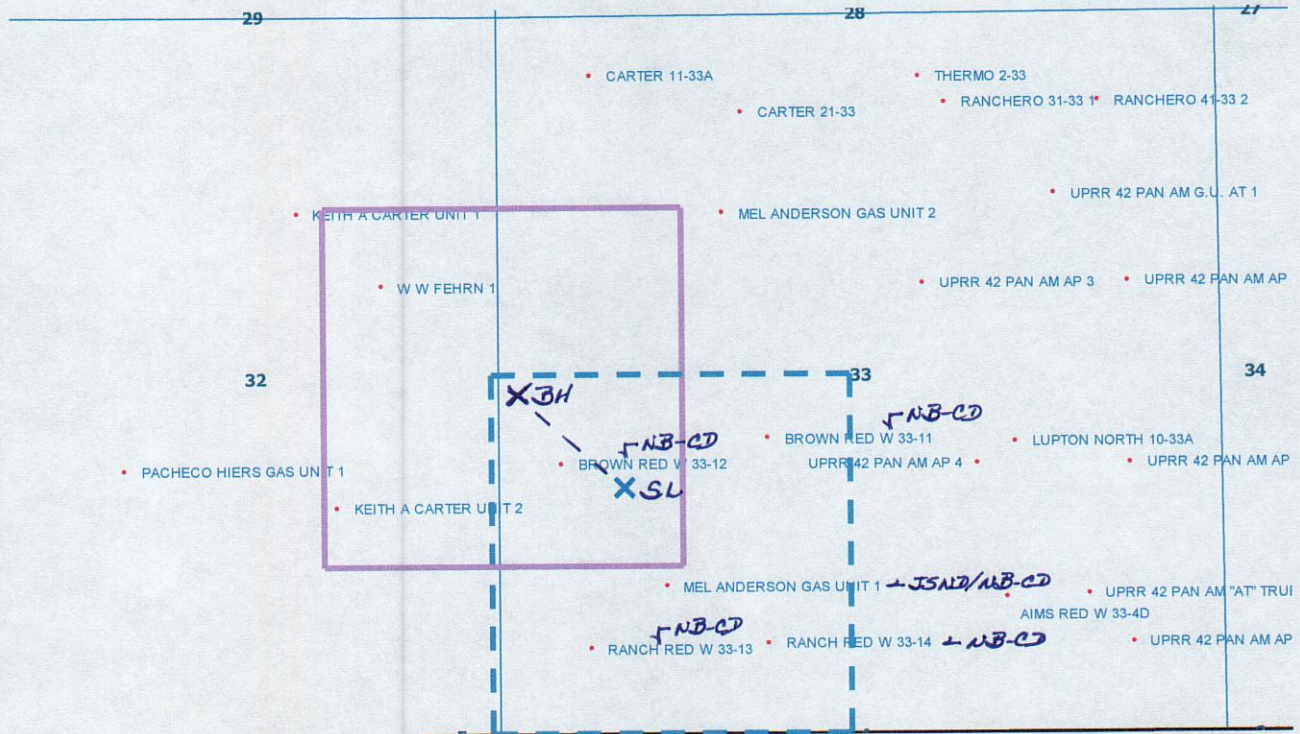 29
28
27
CARTER 11-33A
THERMO 2-33
CARTER 21-33
RANCHERO 31-33 1
RANCHERO 41-33 2
UPRR 42 PAN AM G.U. AT 1
KEITH A CARTER UNIT 1
MEL ANDERSON GAS UNIT 2
W W FEHRN 1
UPRR 42 PAN AM AP 3
UPRR 42 PAN AM AP
32
33
34
BH
NB-CD
NB-CD
BROWN RED W 33-11
LUPTON NORTH 10-33A
PACHECO HIERS GAS UNIT 1
BROWN RED W 33-12
UPRR 42 PAN AM AP 4
UPRR 42 PAN AM AP
SL
KEITH A CARTER UNIT 2
MEL ANDERSON GAS UNIT 1
JSND/NB-CD
UPRR 42 PAN AM "AT" TRUI
AIMS RED W 33-4D
NB-CD
RANCH RED W 33-13
RANCH RED W 33-14
NB-CD
UPRR 42 PAN AM AP